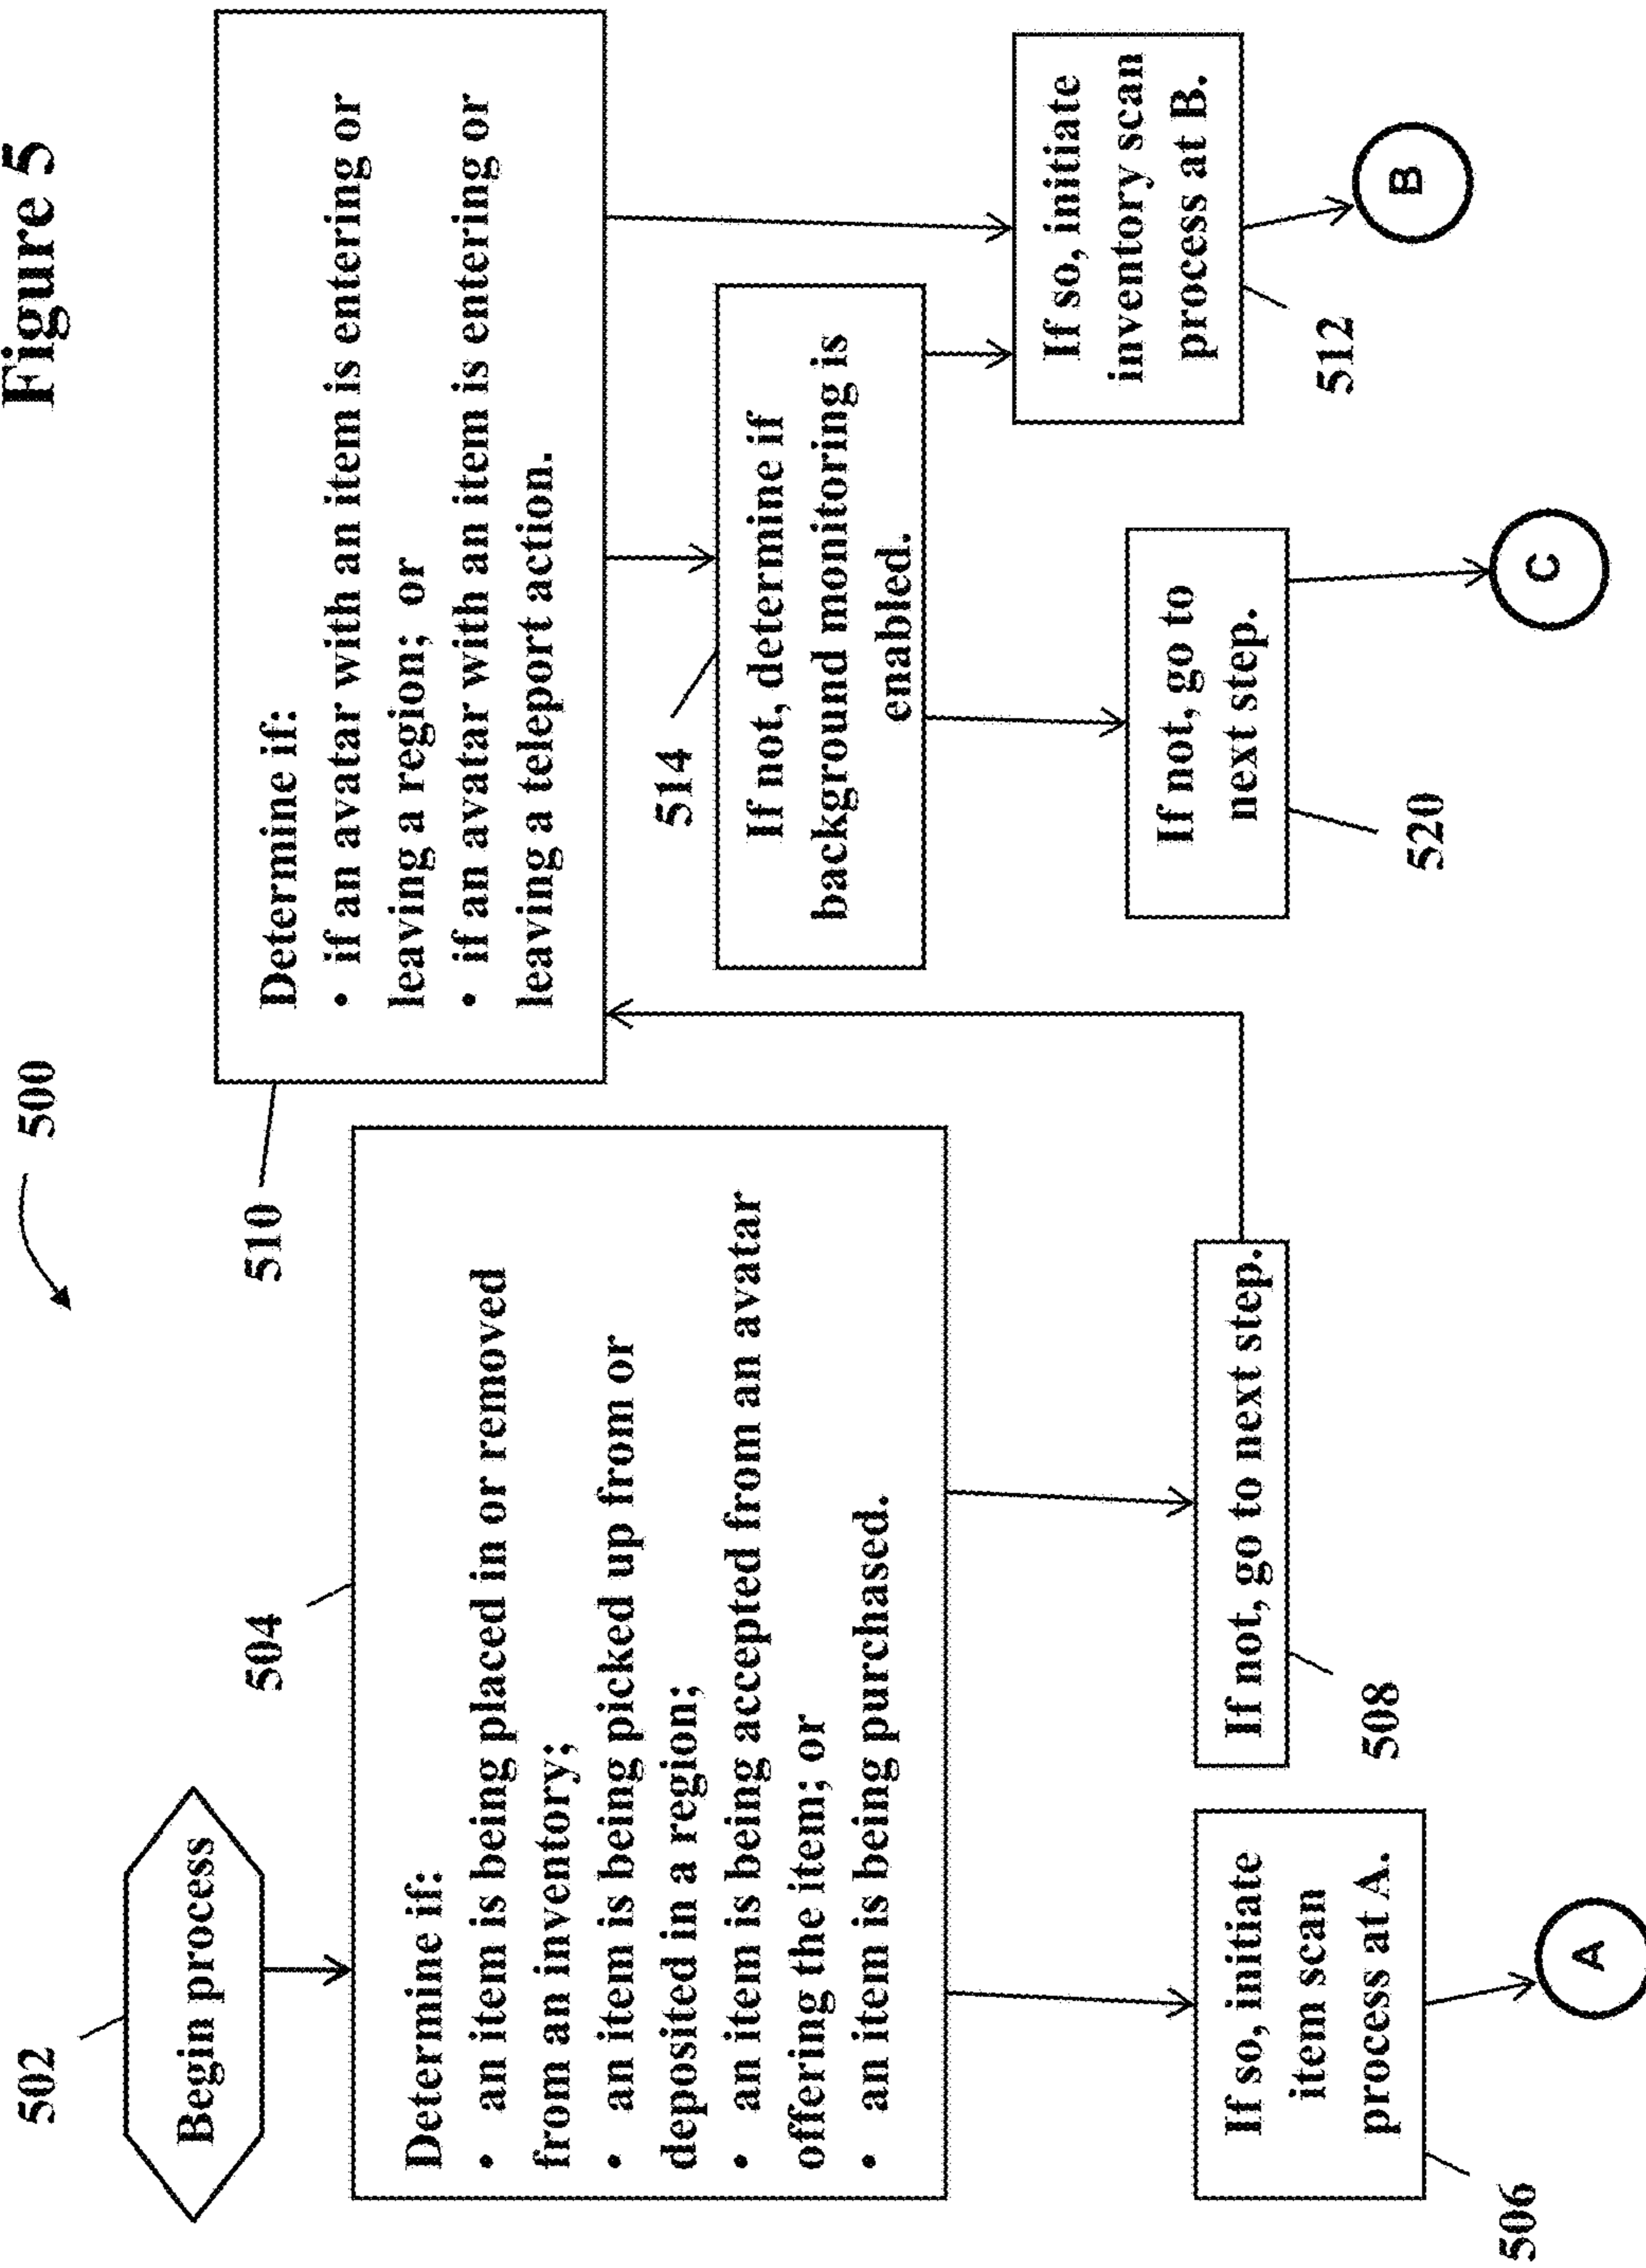 Figure 5
500
502
Begin process
504
Determine if:
• an item is being placed in or removed
from an inventory;
• an item is being picked up from or
deposited in a region;
• an item is being accepted from an avatar
offering the item; or
• an item is being purchased.
If so, initiate
item scan
process at A.
506
A
If not, go to next step.
508
510
Determine if:
• if an avatar with an item is entering or
leaving a region; or
• if an avatar with an item is entering or
leaving a teleport action.
514
If not, determine if
background monitoring is
enabled.
If not, go to
next step.
520
C
If so, initiate
inventory scan
process at B.
512
B